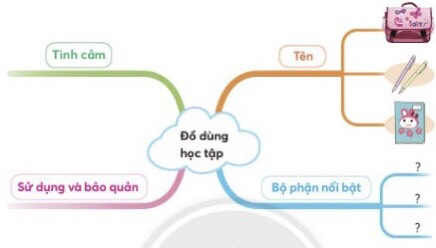 Tình cảm
Tên
Đồ dùng
học tập
Sử dụng và bảo quản
Bộ phận nổi bật
?
?
?